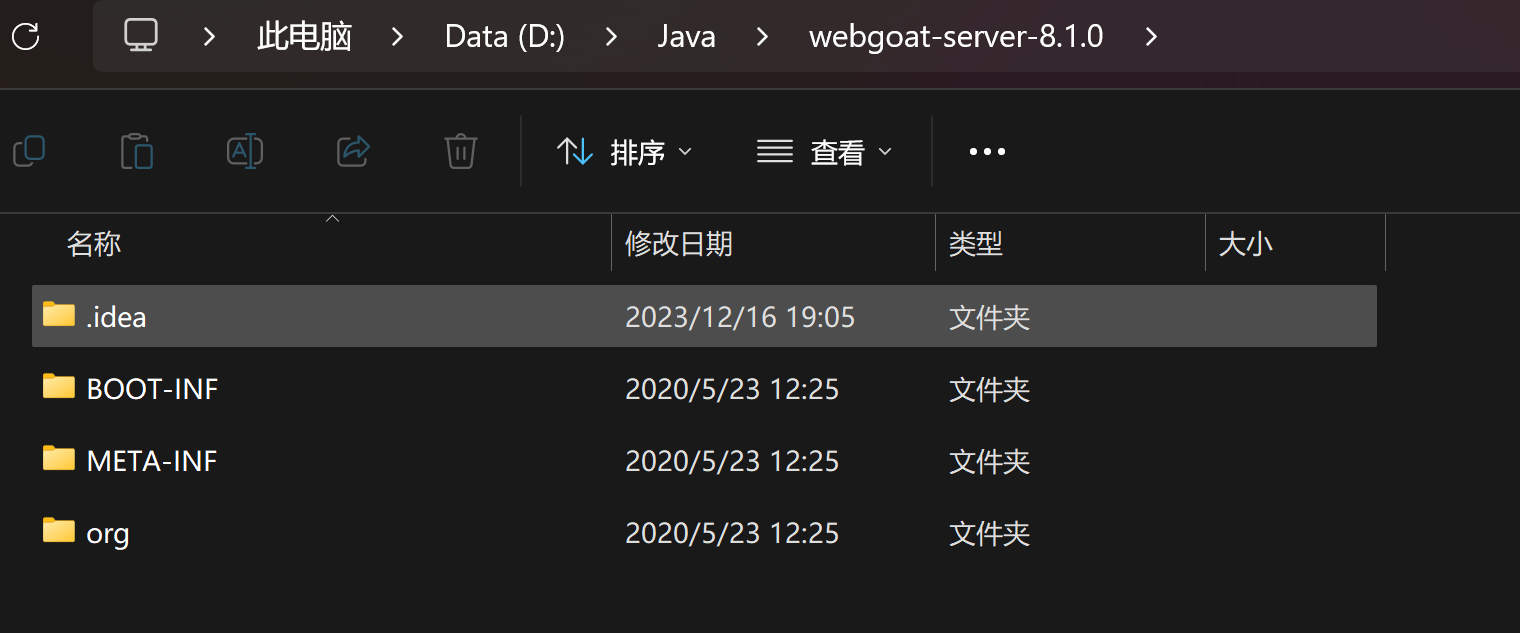 此电脑 > Data (D:) > Java > webgoat-server-8.1.0 >
排序 查看
名称 修改日期 类型 大小
.idea 2023/12/16 19:05 文件夹
BOOT-INF 2020/5/23 12:25 文件夹
META-INF 2020/5/23 12:25 文件夹
org 2020/5/23 12:25 文件夹